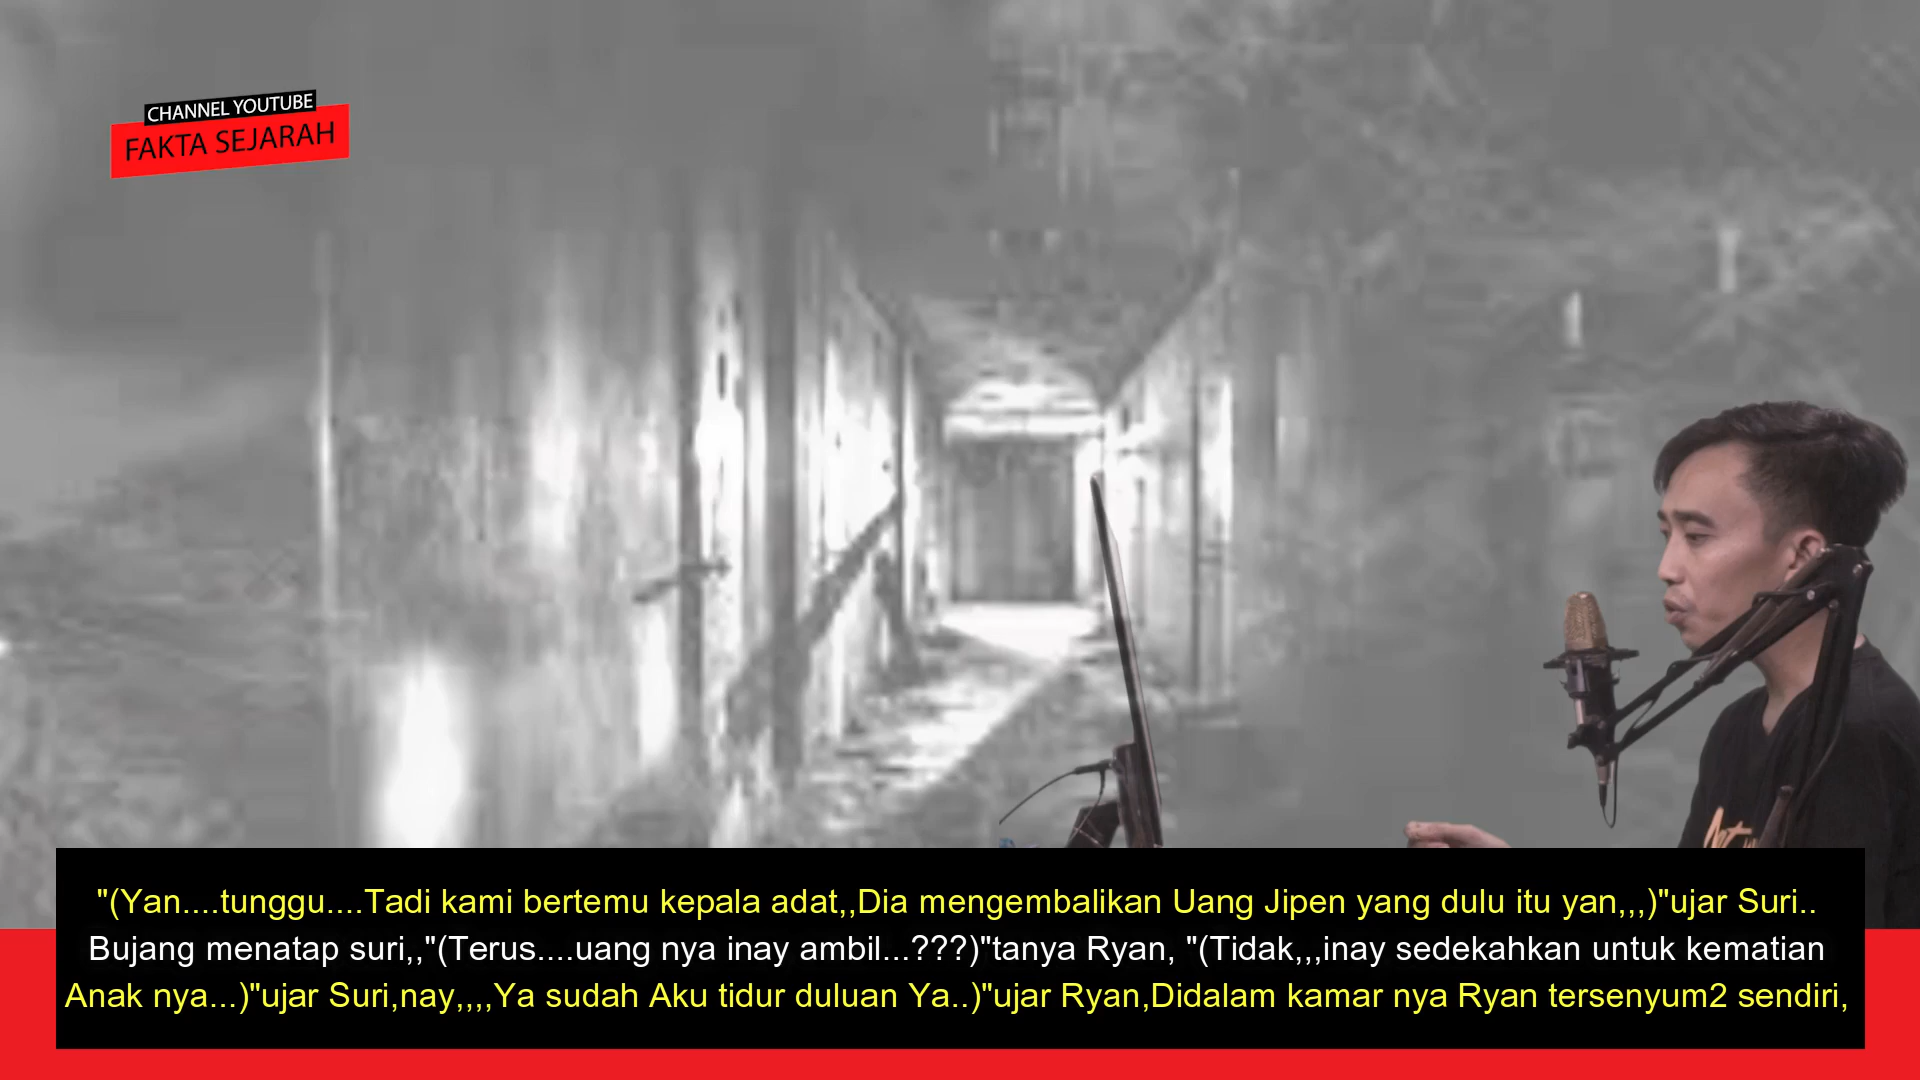 CHANNEL YOUTUBE
FAKTA SEJARAH
"(Yan....tunggu....Tadi kami bertemu kepala adat,,Dia mengembalikan Uang Jipen yang dulu itu yan,,,)"ujar Suri..
Bujang menatap suri,,"(Terus....uang nya inay ambil...???)"tanya Ryan, "(Tidak,,,inay sedekahkan untuk kematian
Anak nya...)"ujar Suri,nay,,,,Ya sudah Aku tidur duluan Ya..)"ujar Ryan,Didalam kamar nya Ryan tersenyum2 sendiri,